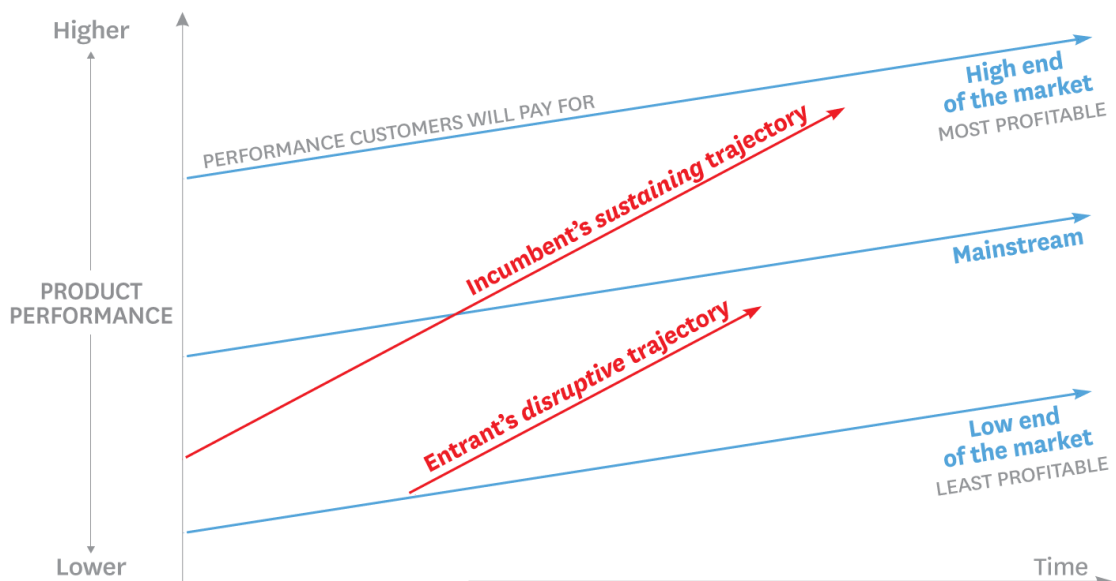 Higher
PRODUCT
PERFORMANCE
Lower
PERFORMANCE CUSTOMERS WILL PAY FOR
Incumbent’s sustaining trajectory
Entrant’s disruptive trajectory
High end
of the market
MOST PROFITABLE
Mainstream
Low end
of the market
LEAST PROFITABLE
Time